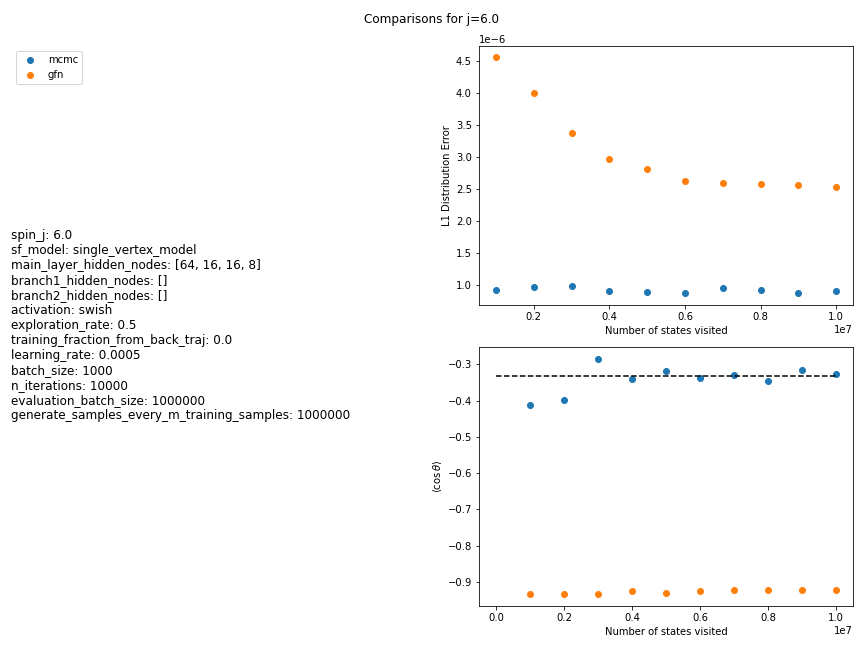 Comparisons for j=6.0
mcmc
gfn
spin_j: 6.0
sf_model: single_vertex_model
main_layer_hidden_nodes: [64, 16, 16, 8]
branch1_hidden_nodes: []
branch2_hidden_nodes: []
activation: swish
exploration_rate: 0.5
training_fraction_from_back_traj: 0.0
learning_rate: 0.0005
batch_size: 1000
n_iterations: 10000
evaluation_batch_size: 1000000
generate_samples_every_m_training_samples: 1000000
1e−6
4.5
4.0
3.5
3.0
2.5
2.0
1.5
1.0
L1 Distribution Error
0.2 0.4 0.6 0.8 1.0
Number of states visited
1e7
−0.3
−0.4
−0.5
−0.6
−0.7
−0.8
−0.9
⟨cos θ⟩
0.0 0.2 0.4 0.6 0.8 1.0
Number of states visited
1e7